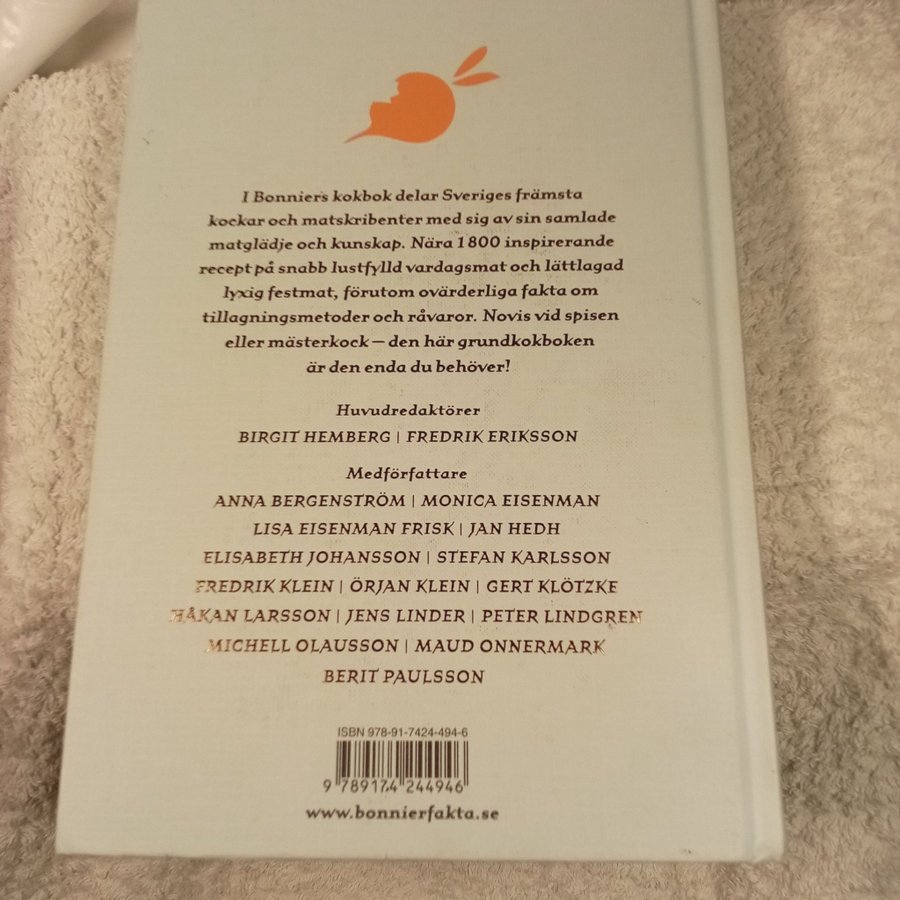 I Bonniers kokbok delar Sveriges främsta
kockar och matskribenter med sig av sin samlade
matglädje och kunskap. Nära 1800 inspirerande
recept på snabb lustfylld vardagsmat och lättlagad
lyxig festmat, förutom ovärderliga fakta om
tillagningsmetoder och råvaror. Novis vid spisen
eller mästerkock – den här grundkokboken
är den enda du behöver!
Huvudredaktörer
BIRGIT HEMBERG | FREDRIK ERIKSSON
Medförfattare
ANNA BERGENSTRÖM | MONICA EISENMAN
LISA EISENMAN FRISK | JAN HEDH
ELISABETH JOHANSSON | STEFAN KARLSSON
FREDRIK KLEIN | ÖRJAN KLEIN | GERT KLÖTZKE
HÅKAN LARSSON | JENS LINDER | PETER LINDGREN
MICHELL OLAUSSON | MAUD ONNERMARK
BERIT PAULSSON
ISBN 978-91-7424-494-6
9 789174 244946
www.bonnierfakta.se